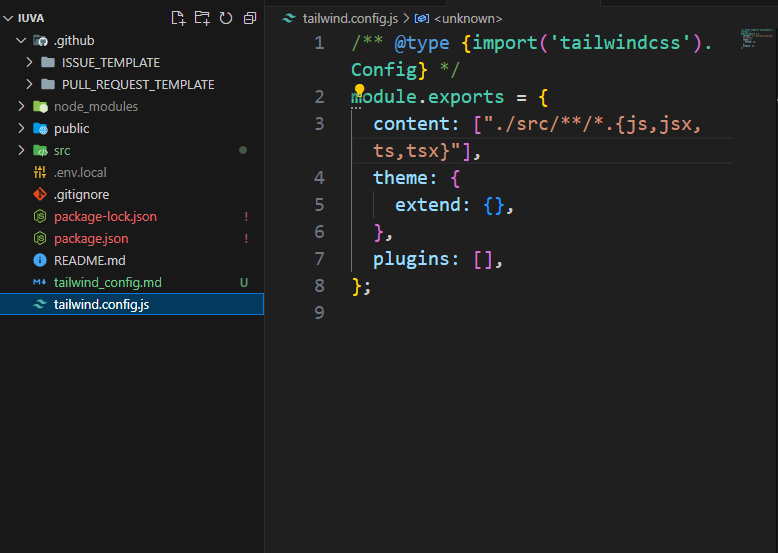 IUVA
.github
ISSUE_TEMPLATE
PULL_REQUEST_TEMPLATE
node_modules
public
src
.env.local
.gitignore
package-lock.json !
package.json !
README.md
tailwind_config.md U
tailwind.config.js
tailwind.config.js > <unknown>
1 /** @type {import('tailwindcss').
Config} */
2 module.exports = {
3 content: ["./src/**/*.{js,jsx,
ts,tsx}"],
4 theme: {
5 extend: {},
6 },
7 plugins: [],
8 };
9